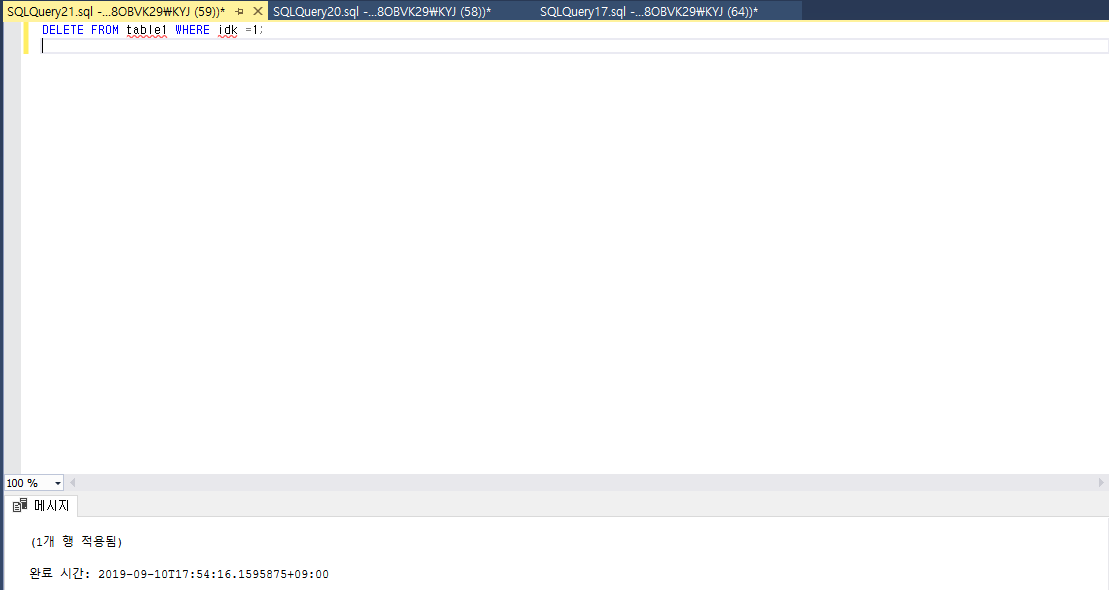 SQLQuery21.sql -...8OBVK29₩KYJ (59))* SQLQuery20.sql -...8OBVK29₩KYJ (58))* SQLQuery17.sql -...8OBVK29₩KYJ (64))*
DELETE FROM table1 WHERE idk =1;
100 %
메시지
(1개 행 적용됨)
완료 시간: 2019-09-10T17:54:16.1595875+09:00